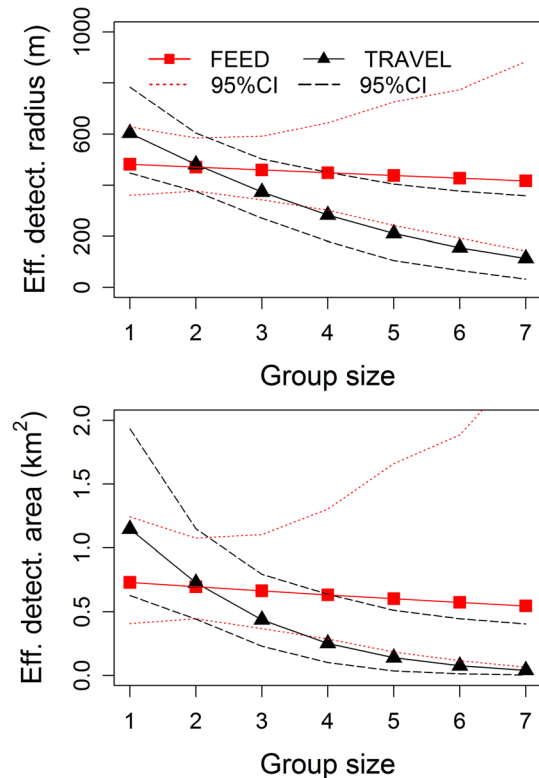 Eff. detect. radius (m)
1000
600
200
0
FEED TRAVEL
95%CI 95%CI
1 2 3 4 5 6 7
Group size
Eff. detect. area (km²)
2.0
1.5
1.0
0.5
0.0
1 2 3 4 5 6 7
Group size